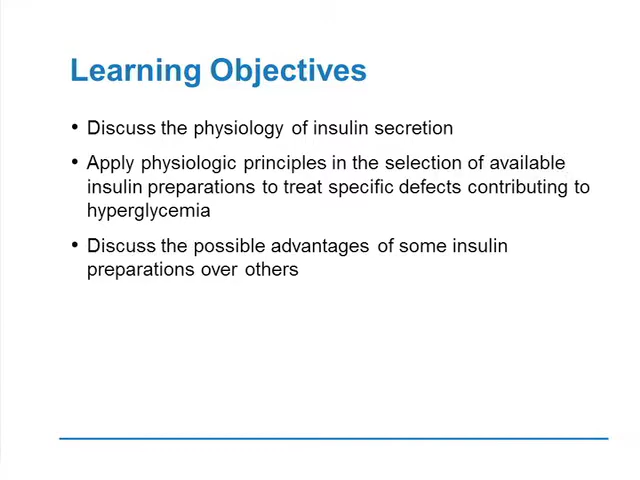 Learning Objectives
• Discuss the physiology of insulin secretion
• Apply physiologic principles in the selection of available
insulin preparations to treat specific defects contributing to
hyperglycemia
• Discuss the possible advantages of some insulin
preparations over others